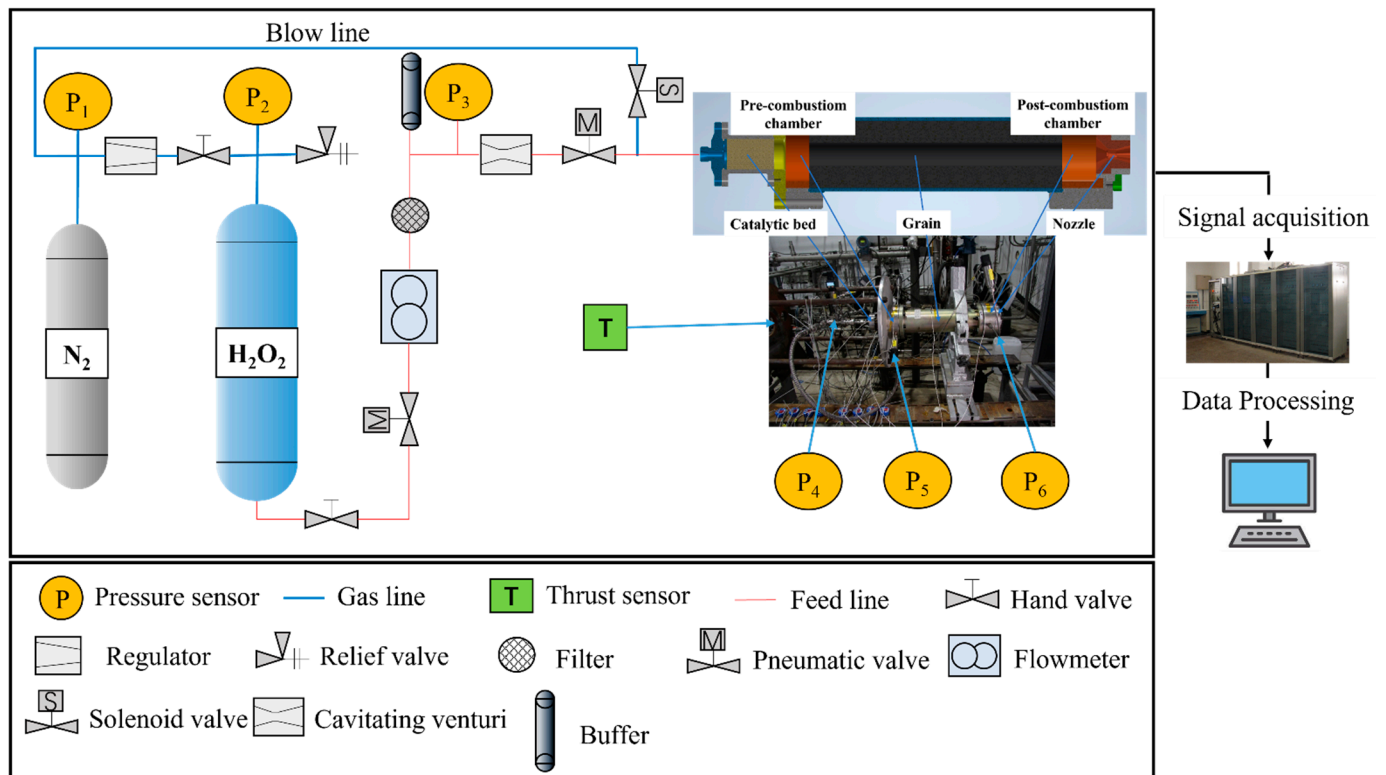 Blow line
P1
P2
P3
S
M
Pre-combustiom
chamber
Post-combustiom
chamber
Catalytic bed
Grain
Nozzle
Signal acquisition
N2
H2O2
T
M
Data Processing
P4
P5
P6
P Pressure sensor
Gas line
T Thrust sensor
Feed line
Hand valve
Regulator
Relief valve
Filter
M Pneumatic valve
Flowmeter
S Solenoid valve
Cavitating venturi
Buffer